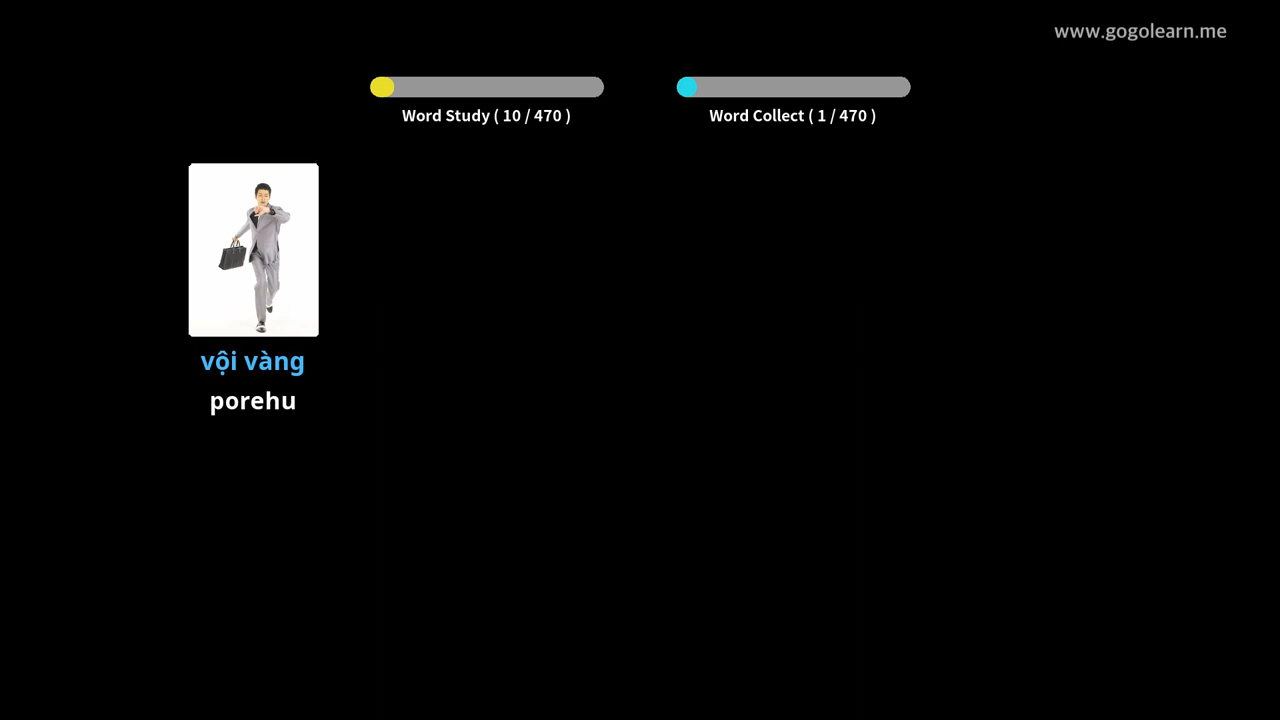 www.gogolearn.me
Word Study ( 10 / 470 )
Word Collect ( 1 / 470 )
vội vàng
porehu